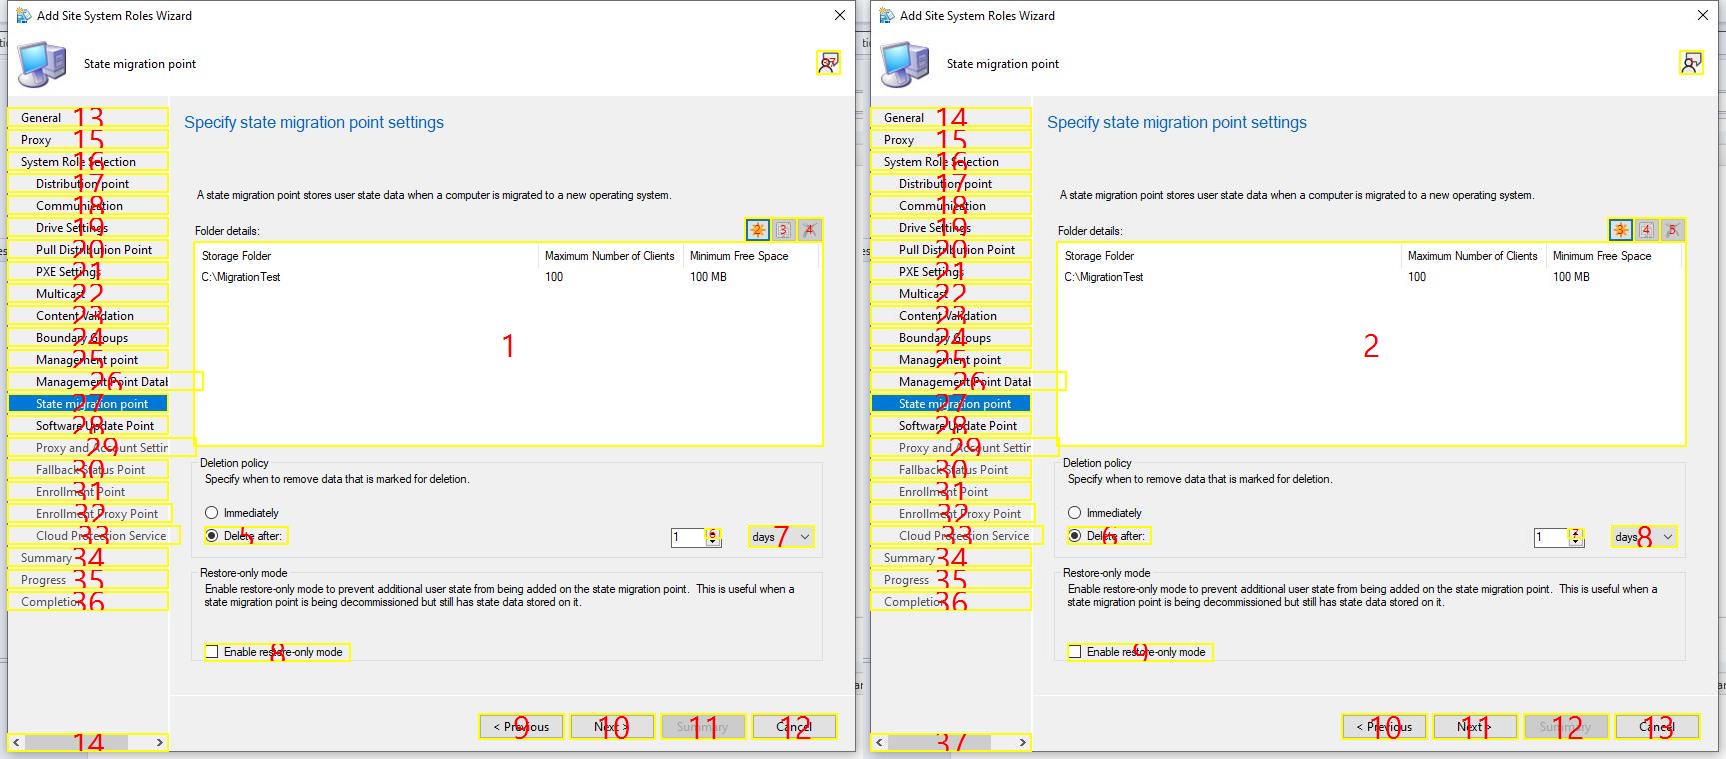 Add Site System Roles Wizard
State migration point
37
General 13
Proxy 15
System Role Selection 16
Distribution point 17
Communication 18
Drive Settings 19
Pull Distribution Point 20
PXE Settings 21
Multicast 22
Content Validation 23
Boundary Groups 24
Management point 25
Management Point Datab 26
State migration point 27
Software Update Point 28
Proxy and Account Settin 29
Fallback Status Point 30
Enrollment Point 31
Enrollment Proxy Point 32
Cloud Protection Service 33
Summary 34
Progress 35
Completion 36
14
Specify state migration point settings
A state migration point stores user state data when a computer is migrated to a new operating system.
Folder details:
2 3 4
Storage Folder Maximum Number of Clients Minimum Free Space
C:\MigrationTest 100 100 MB
1
Deletion policy
Specify when to remove data that is marked for deletion.
Immediately
Delete after: 5 1 6 days 7
Restore-only mode
Enable restore-only mode to prevent additional user state from being added on the state migration point. This is useful when a
state migration point is being decommissioned but still has state data stored on it.
Enable restore-only mode 8
< Previous 9 Next > 10 Summary 11 Cancel 12
Add Site System Roles Wizard
State migration point
1
General 14
Proxy 15
System Role Selection 16
Distribution point 17
Communication 18
Drive Settings 19
Pull Distribution Point 20
PXE Settings 21
Multicast 22
Content Validation 23
Boundary Groups 24
Management point 25
Management Point Datab 26
State migration point 27
Software Update Point 28
Proxy and Account Settin 29
Fallback Status Point 30
Enrollment Point 31
Enrollment Proxy Point 32
Cloud Protection Service 33
Summary 34
Progress 35
Completion 36
37
Specify state migration point settings
A state migration point stores user state data when a computer is migrated to a new operating system.
Folder details:
3 4 5
Storage Folder Maximum Number of Clients Minimum Free Space
C:\MigrationTest 100 100 MB
2
Deletion policy
Specify when to remove data that is marked for deletion.
Immediately
Delete after: 6 1 7 days 8
Restore-only mode
Enable restore-only mode to prevent additional user state from being added on the state migration point. This is useful when a
state migration point is being decommissioned but still has state data stored on it.
Enable restore-only mode 9
< Previous 10 Next > 11 Summary 12 Cancel 13